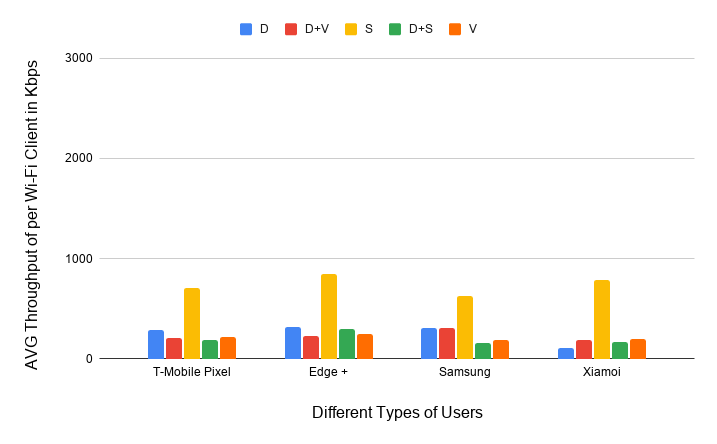 D D+V S D+S V
3000
2000
1000
0
AVG Throughput of per Wi-Fi Client in Kbps
T-Mobile Pixel Edge + Samsung Xiamoi
Different Types of Users